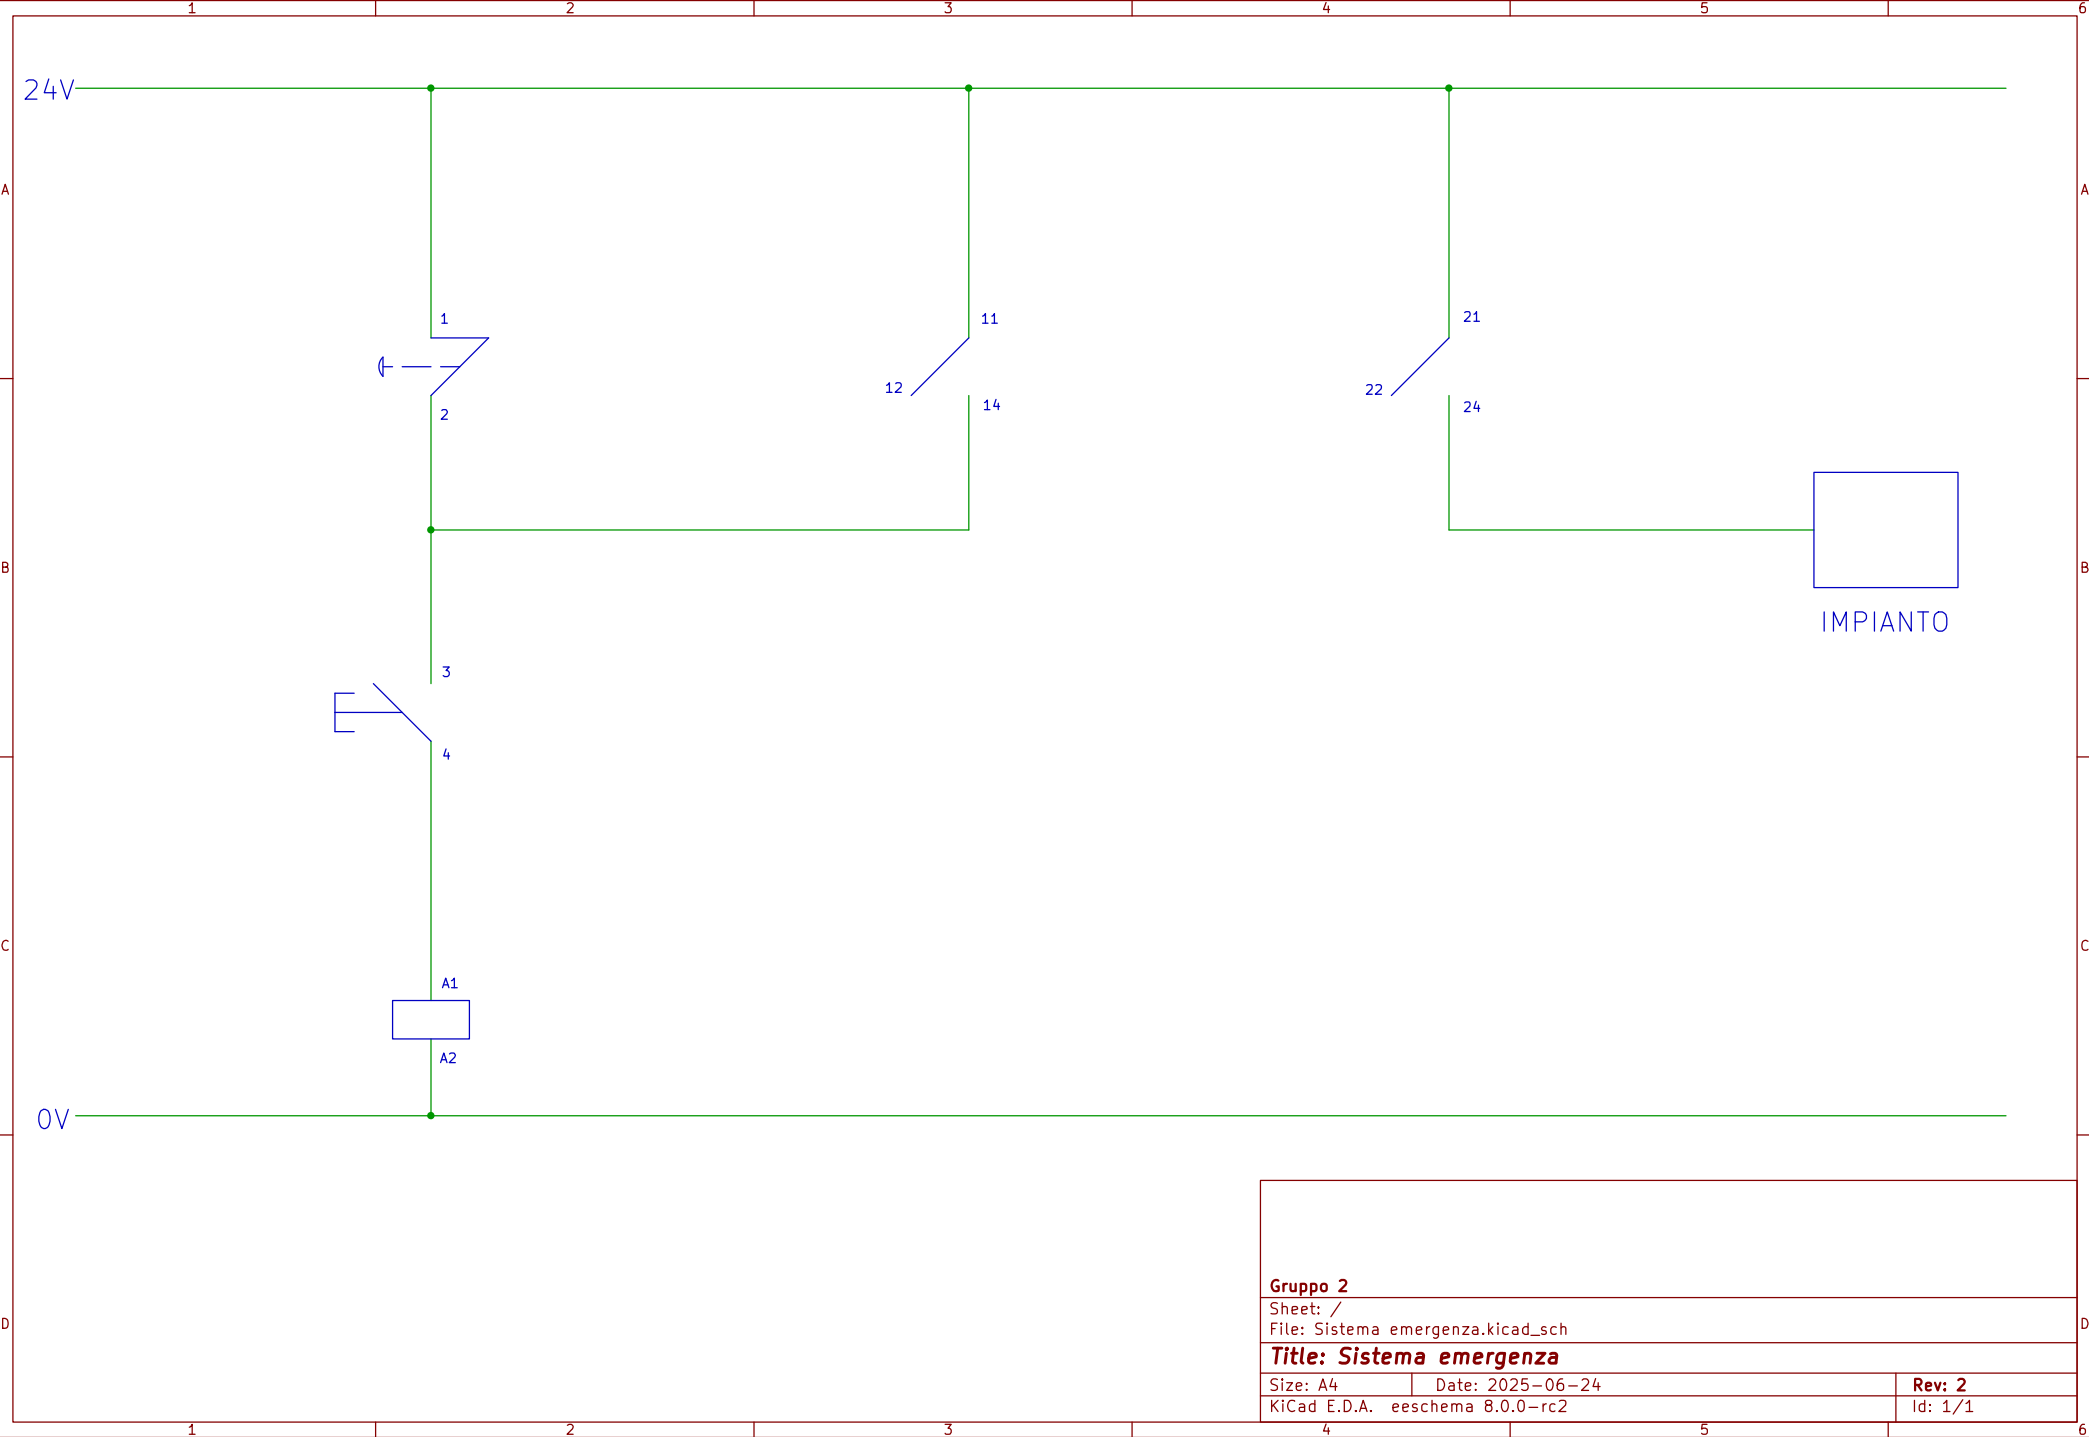 1 2 3 4 5 6
24V
A A
1 11 21
12 22
14 24
2
B B
IMPIANTO
3
4
C C
A1
A2
0V
Gruppo 2
Sheet: /
File: Sistema emergenza.kicad_sch
D D
Title: Sistema emergenza
Size: A4 Date: 2025-06-24 Rev: 2
KiCad E.D.A. eeschema 8.0.0-rc2 Id: 1/1
1 2 3 4 5 6